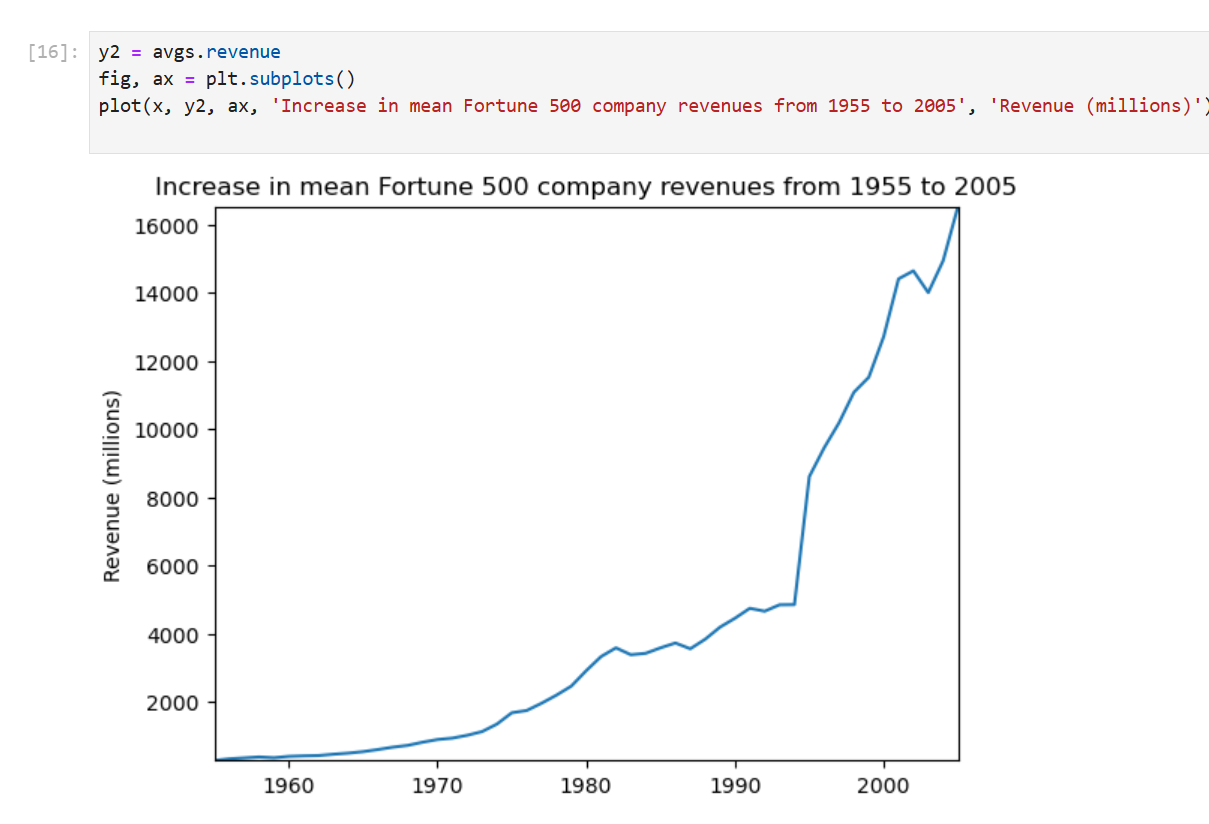 [16]:
y2 = avgs.revenue
fig, ax = plt.subplots()
plot(x, y2, ax, 'Increase in mean Fortune 500 company revenues from 1955 to 2005', 'Revenue (millions)')
Increase in mean Fortune 500 company revenues from 1955 to 2005
16000
14000
12000
10000
8000
6000
4000
2000
Revenue (millions)
1960 1970 1980 1990 2000